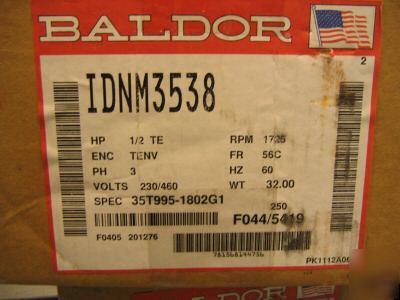 BALDOR
2
IDNM3538
HP 1/2 TE RPM 1725
ENC TENV FR 56C
PH 3 HZ 60
VOLTS 230/460 WT 32.00
SPEC 35T995-1802G1
250
F044/5419
F0405 201276
781568144756
BALDOR